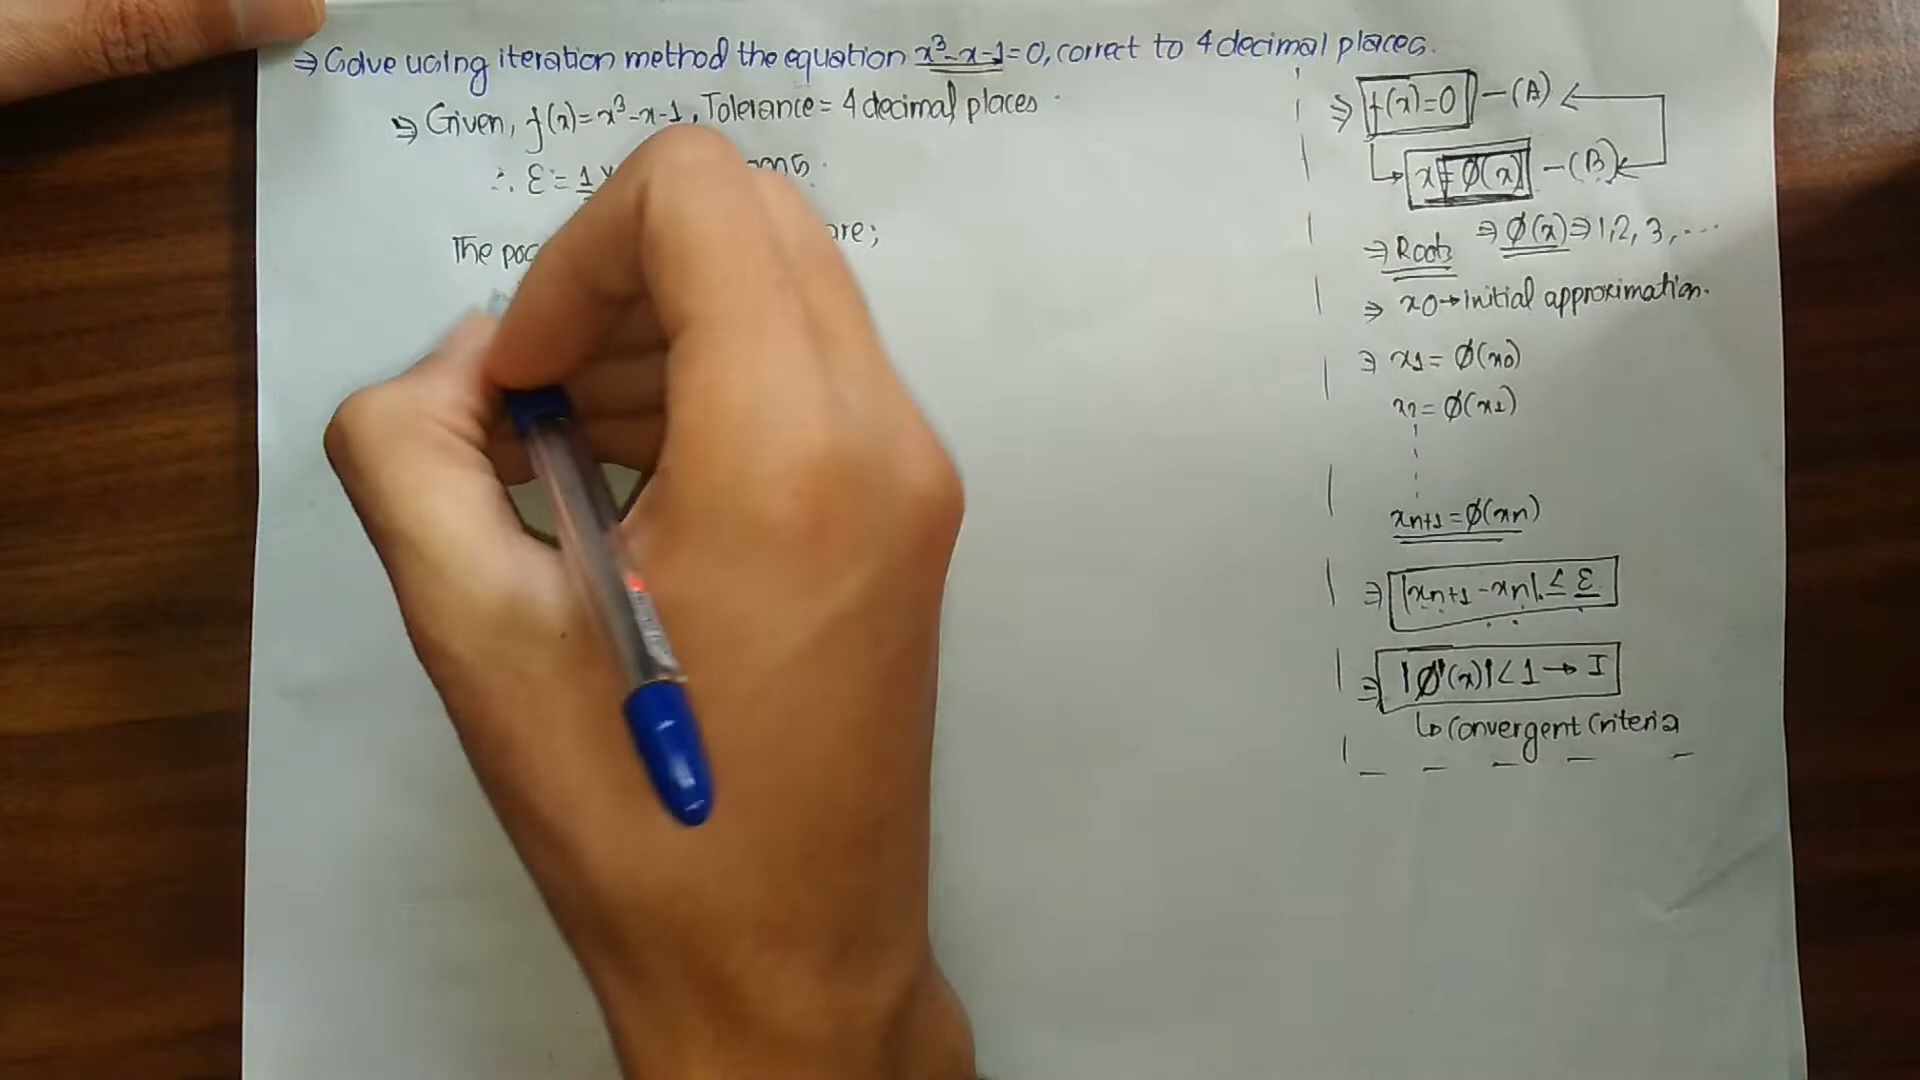 ⇒ Solve using iteration method the equation x³-x-1=0, correct to 4 decimal places.
⇒ Given, f(x)=x³-x-1, Tolerance = 4 decimal places.
∴ ε = 1
The are;
⇒ f(x)=0 -(A)
x=Ø(x) -(B)
⇒ Roots ⇒ Ø(x) ⇒ 1,2,3,...
⇒ x0→initial approximation.
⇒ x1 = Ø(x0)
x2 = Ø(x1)
xn+1 = Ø(xn)
⇒ |xn+1 - xn| ≤ ε
⇒ |Ø'(x)| < 1 → I
↳ convergent criteria